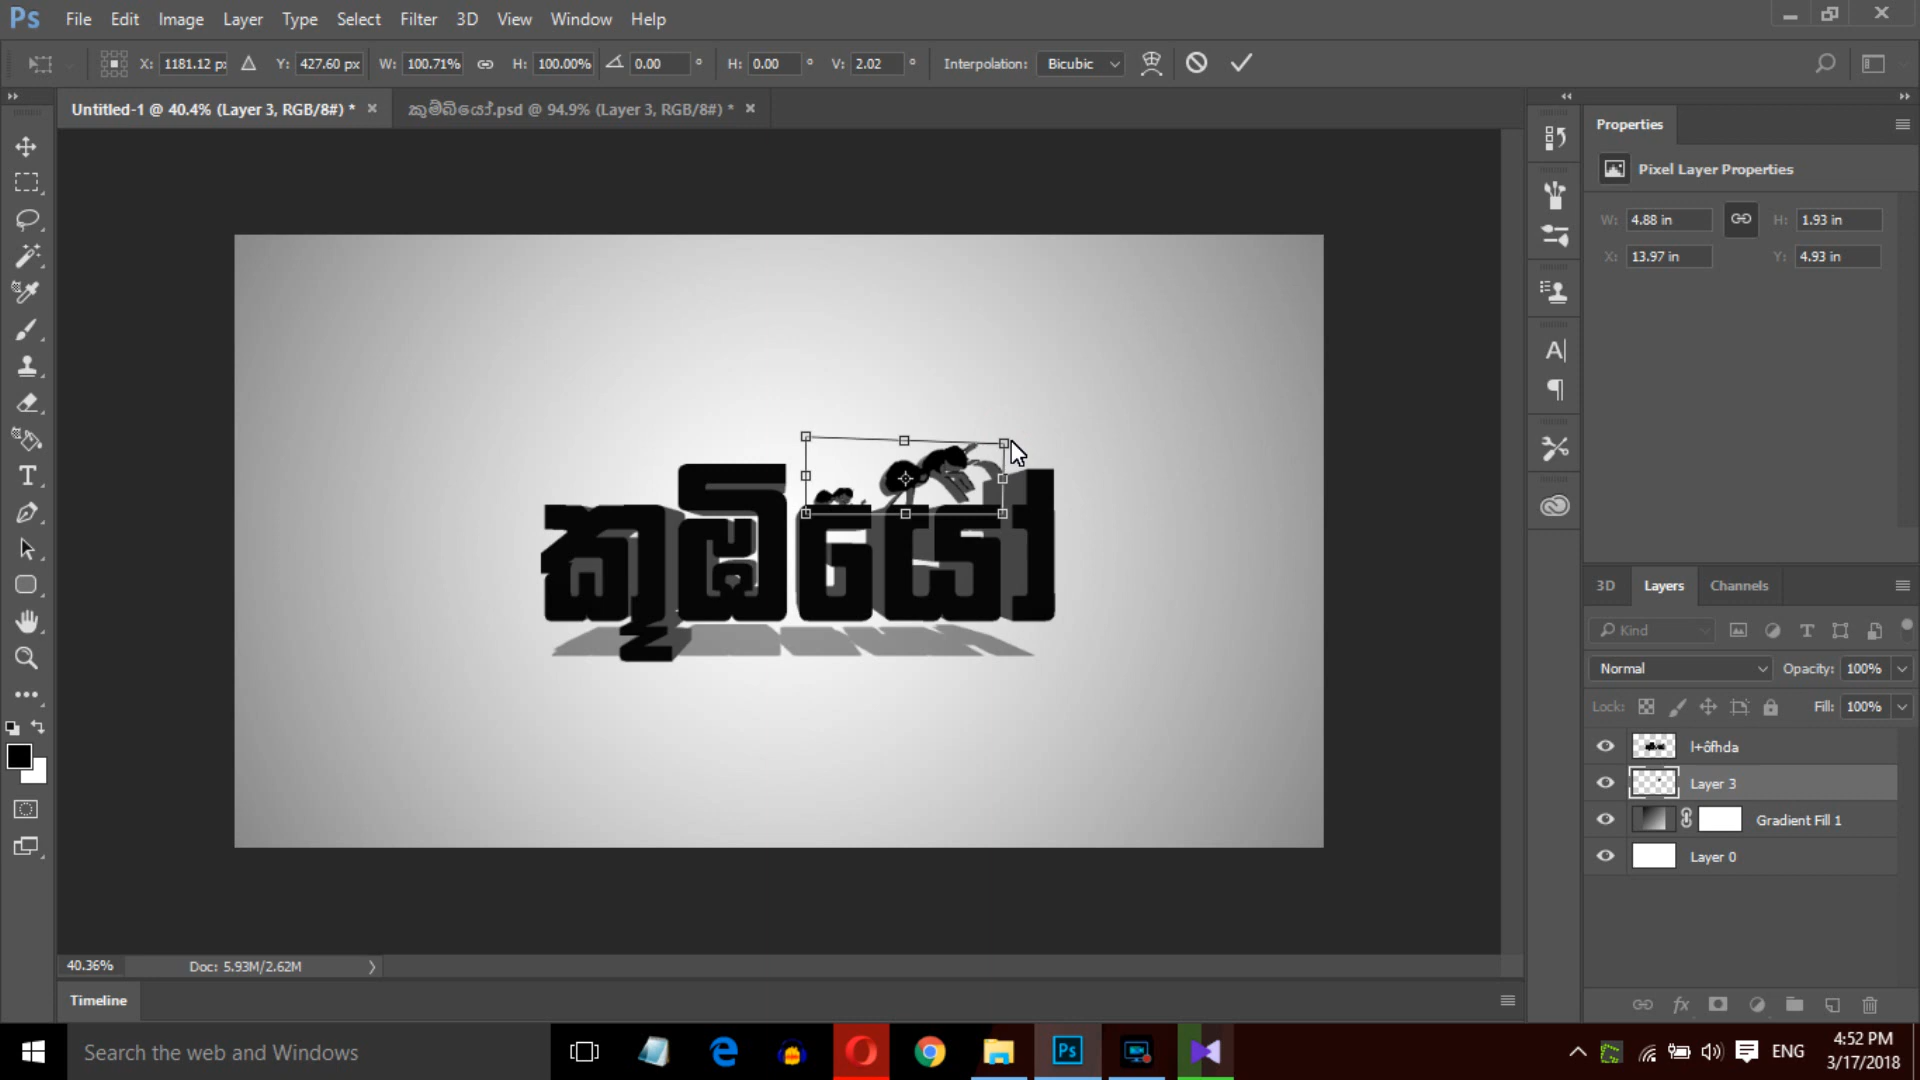 Ps File Edit Image Layer Type Select Filter 3D View Window Help
X: 1181.12 px Y: 427.60 px W: 100.71% H: 100.00% 0.00 ° H: 0.00 ° V: 2.02 ° Interpolation: Bicubic
Untitled-1 @ 40.4% (Layer 3, RGB/8#) * කුම්බියෝ.psd @ 94.9% (Layer 3, RGB/8#) *
Properties
Pixel Layer Properties
W: 4.88 in H: 1.93 in
X: 13.97 in Y: 4.93 in
කූඹියෝ
3D Layers Channels
Kind
Normal Opacity: 100%
Lock: Fill: 100%
l+ôfhda
Layer 3
Gradient Fill 1
Layer 0
40.36% Doc: 5.93M/2.62M
Timeline
Search the web and Windows
ENG 4:52 PM
3/17/2018